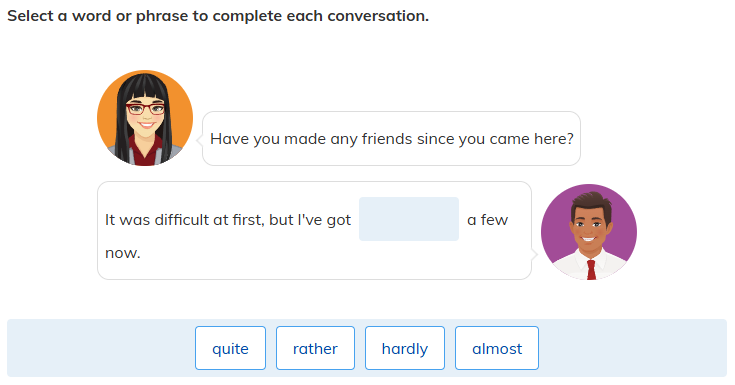 Select a word or phrase to complete each conversation.
Have you made any friends since you came here?
It was difficult at first, but I've got a few
now.
quite rather hardly almost